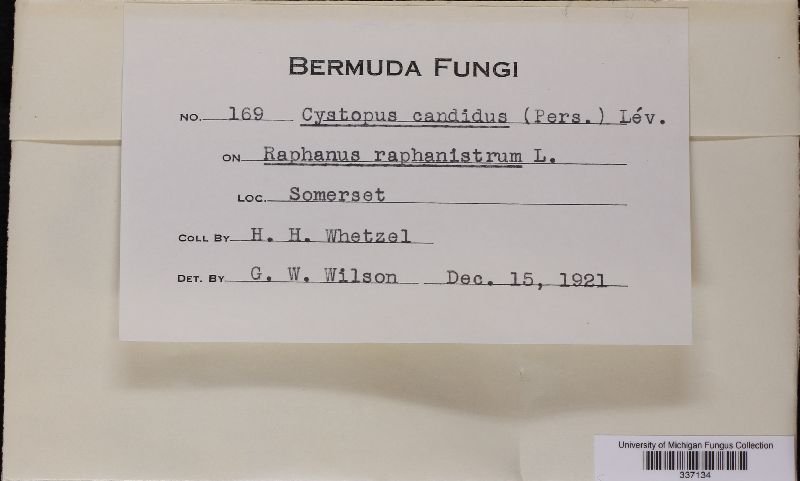 BERMUDA FUNGI
NO. 169 Cystopus candidus (Pers.) Lév.
ON Raphanus raphanistrum L.
LOC. Somerset
COLL BY H. H. Whetzel
DET. BY G. W. Wilson Dec. 15, 1921
University of Michigan Fungus Collection
337134